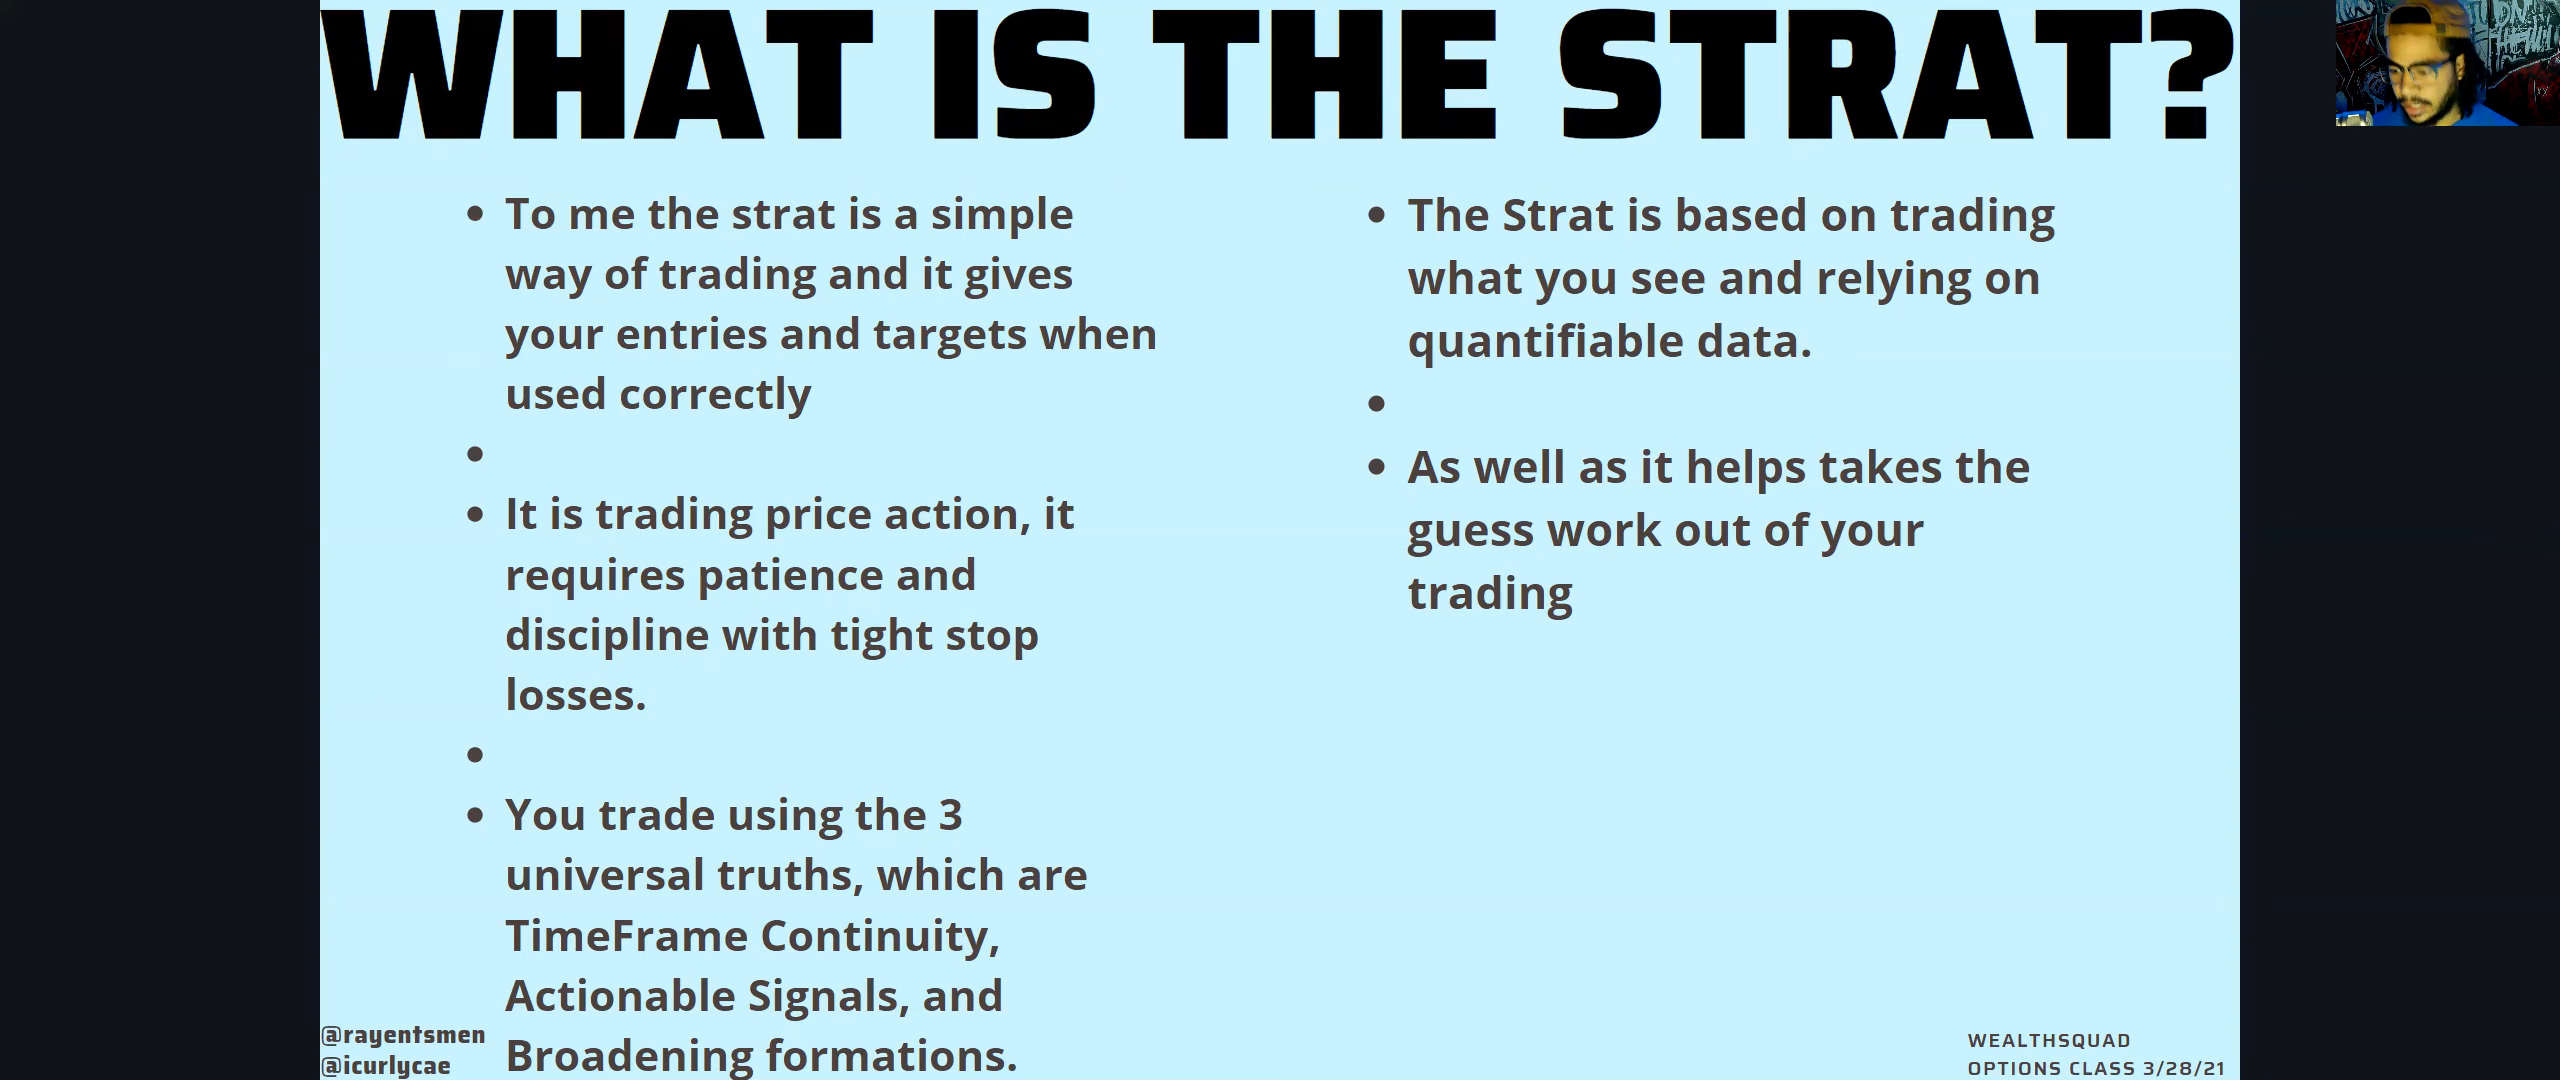 WHAT IS THE STRAT?
• To me the strat is a simple
way of trading and it gives
your entries and targets when
used correctly
•
• It is trading price action, it
requires patience and
discipline with tight stop
losses.
•
• You trade using the 3
universal truths, which are
TimeFrame Continuity,
Actionable Signals, and
Broadening formations.
• The Strat is based on trading
what you see and relying on
quantifiable data.
•
• As well as it helps takes the
guess work out of your
trading
@rayentsmen
@icurlycae
WEALTHSQUAD
OPTIONS CLASS 3/28/21